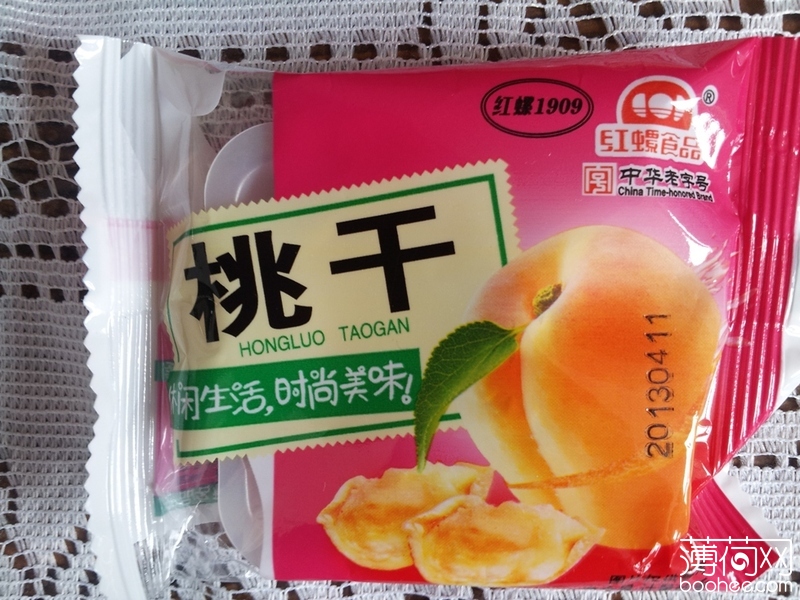 红螺1909
®
红螺食品
中华老字号
China Time-honored Brand
桃干
HONGLUO TAOGAN
休闲生活,时尚美味!
20130411
薄荷网
boohee.com